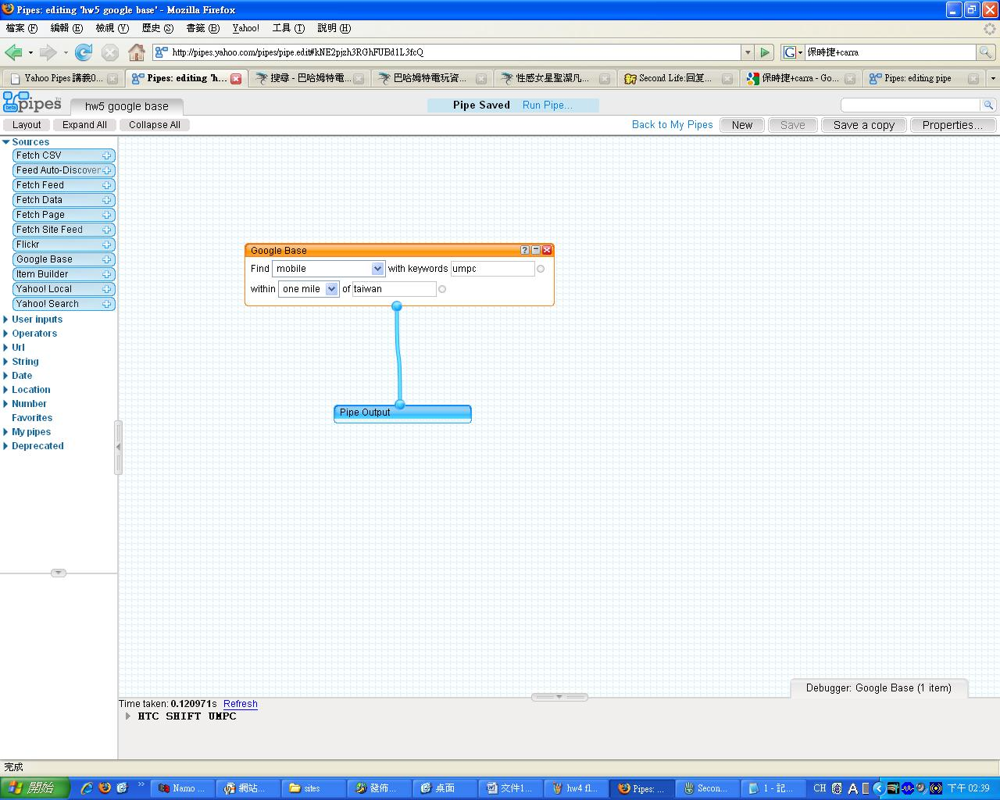 Pipes: editing 'hw5 google base' - Mozilla Firefox
檔案 (F) 編輯 (E) 檢視 (V) 歷史 (S) 書籤 (B) Yahoo! 工具 (T) 說明 (H)
http://pipes.yahoo.com/pipes/pipe.edit#kNE2pjzh3RGhFUBd1L3fcQ 保時捷+carra
Yahoo Pipes 講義0... Pipes: editing 'h... 搜尋 - 巴哈姆特電... 巴哈姆特電玩資... 性感女星聖潔凡... Second Life:回复... 保時捷+carra - Go... Pipes: editing pipe
beta pipes hw5 google base Pipe Saved Run Pipe...
Layout Expand All Collapse All Back to My Pipes New Save Save a copy Properties...
Sources
Fetch CSV
Feed Auto-Discover
Fetch Feed
Fetch Data
Fetch Page
Fetch Site Feed
Flickr
Google Base
Item Builder
Yahoo! Local
Yahoo! Search
User inputs
Operators
Url
String
Date
Location
Number
Favorites
My pipes
Deprecated
Google Base
Find mobile with keywords umpc
within one mile of taiwan
Pipe Output
Debugger: Google Base (1 item)
Time taken: 0.120971s Refresh
HTC SHIFT UMPC
完成
開始 Namo ... 網站... sites 發佈... 桌面 文件1... hw4 fl... Pipes: ... Secon... 1 - 記... CH 下午 02:39